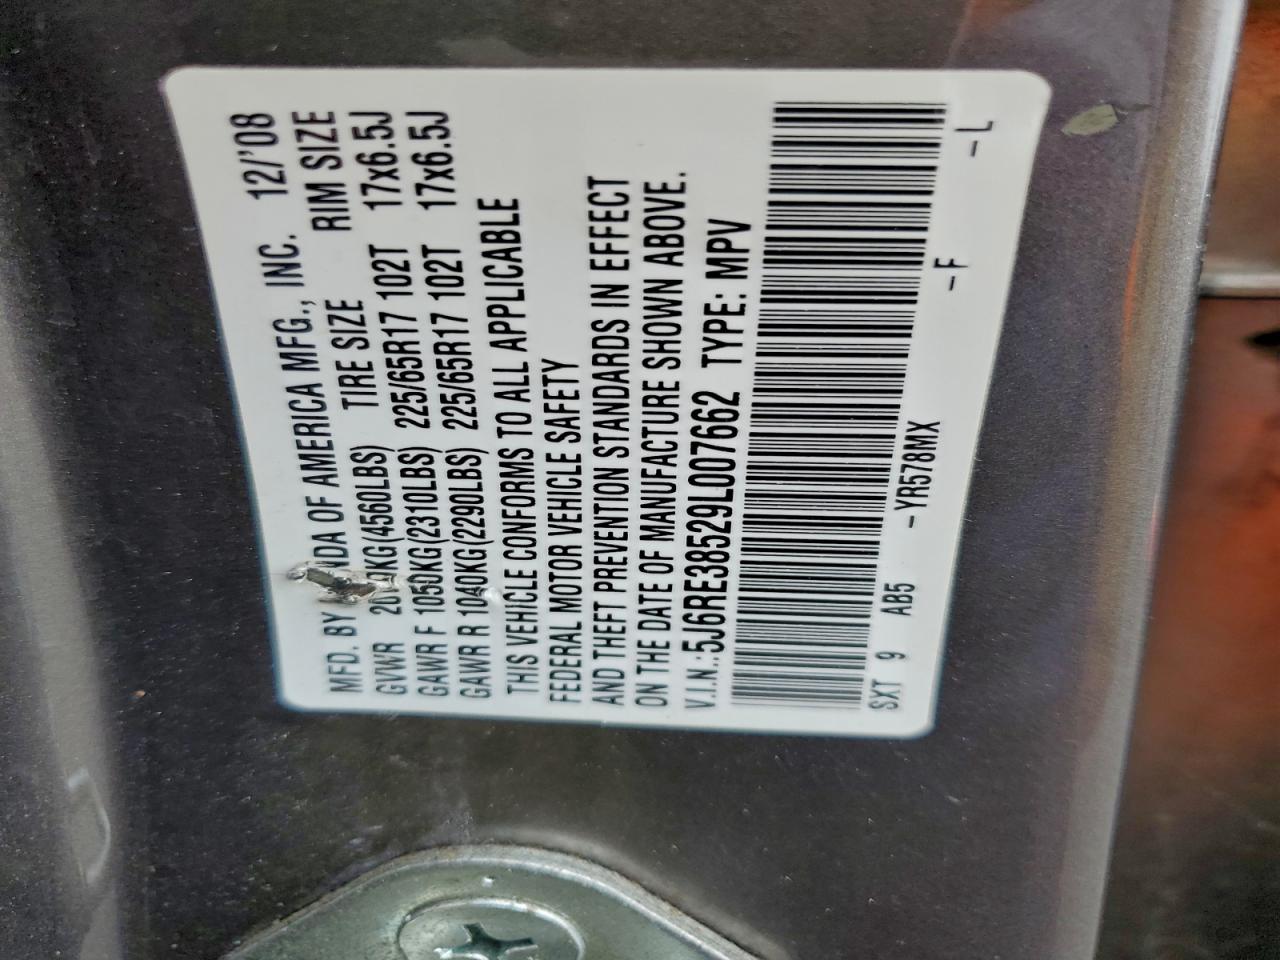 MFD. BY NDA OF AMERICA MFG., INC. 12/'08
GVWR KG(4560LBS) TIRE SIZE RIM SIZE
GAWR F 1050KG(2310LBS) 225/65R17 102T 17x6.5J
GAWR R 1040KG(2290LBS) 225/65R17 102T 17x6.5J
THIS VEHICLE CONFORMS TO ALL APPLICABLE
FEDERAL MOTOR VEHICLE SAFETY
AND THEFT PREVENTION STANDARDS IN EFFECT
ON THE DATE OF MANUFACTURE SHOWN ABOVE.
V.I.N.:5J6RE38529L007662 TYPE: MPV
SXT 9 AB5 -YR578MX -F -L